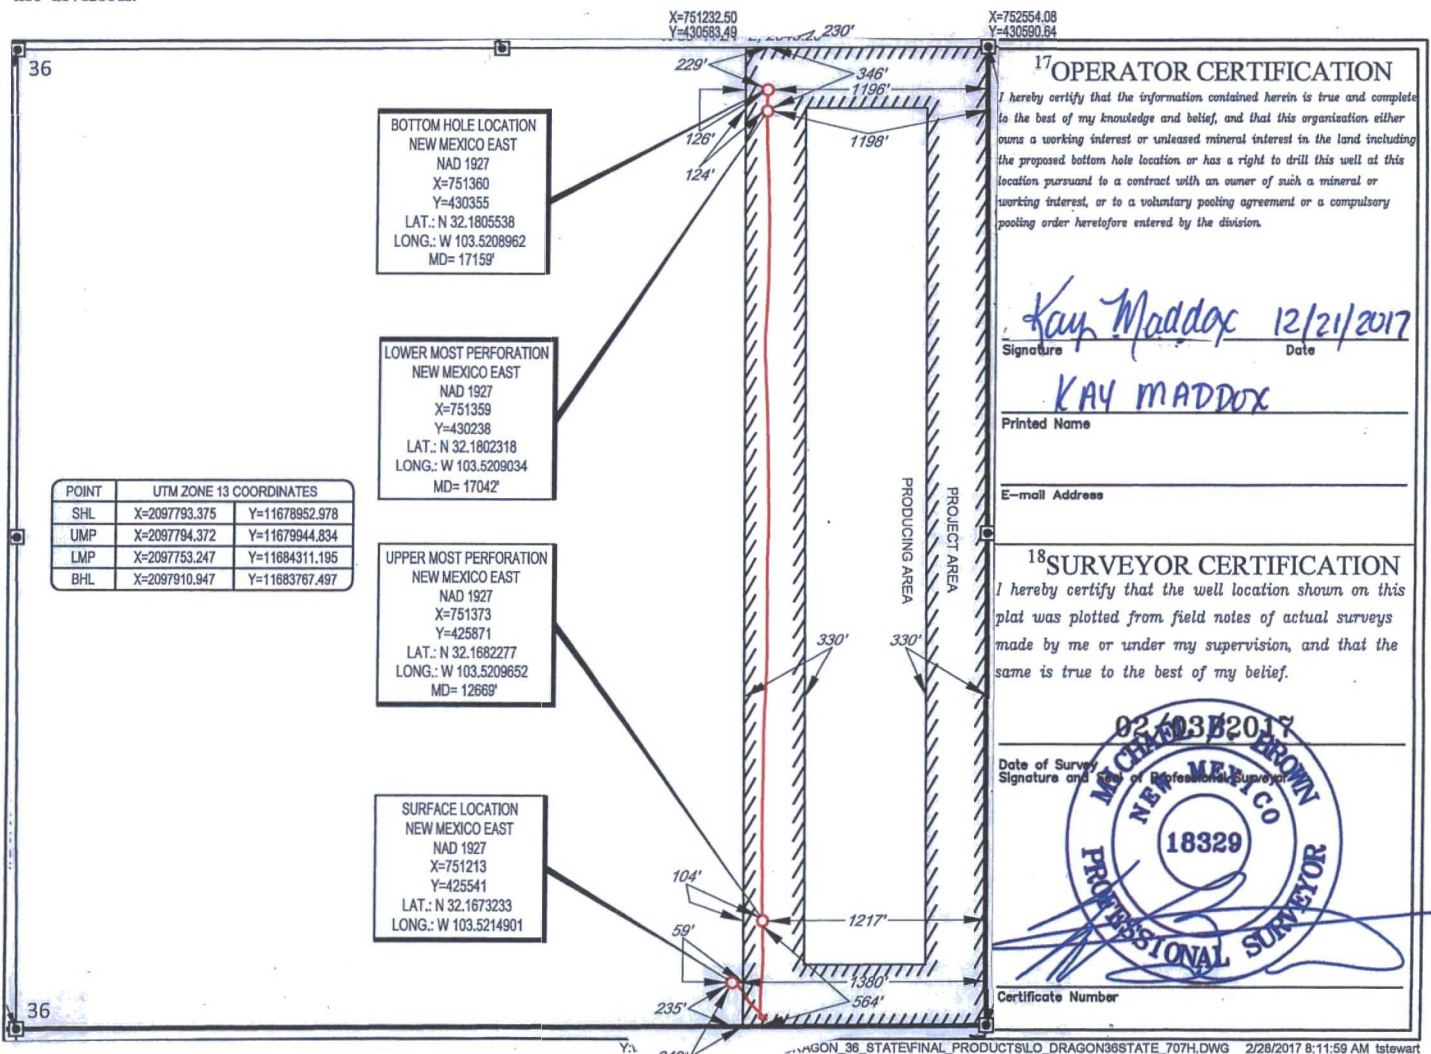 X=751232.50
Y=430583.49
X=752554.08
Y=430590.64
230'
36
229'
346'
1196'
126'
1198'
124'
BOTTOM HOLE LOCATION
NEW MEXICO EAST
NAD 1927
X=751360
Y=430355
LAT.: N 32.1805538
LONG.: W 103.5208962
MD= 17159'
LOWER MOST PERFORATION
NEW MEXICO EAST
NAD 1927
X=751359
Y=430238
LAT.: N 32.1802318
LONG.: W 103.5209034
MD= 17042'
POINT UTM ZONE 13 COORDINATES
SHL X=2097793.375 Y=11678952.978
UMP X=2097794.372 Y=11679944.834
LMP X=2097753.247 Y=11684311.195
BHL X=2097910.947 Y=11683767.497
UPPER MOST PERFORATION
NEW MEXICO EAST
NAD 1927
X=751373
Y=425871
LAT.: N 32.1682277
LONG.: W 103.5209652
MD= 12669'
SURFACE LOCATION
NEW MEXICO EAST
NAD 1927
X=751213
Y=425541
LAT.: N 32.1673233
LONG.: W 103.5214901
PRODUCING AREA
PROJECT AREA
330'
330'
104'
1217'
59'
1380'
564'
235'
36
17 OPERATOR CERTIFICATION
I hereby certify that the information contained herein is true and complete
to the best of my knowledge and belief, and that this organization either
owns a working interest or unleased mineral interest in the land including
the proposed bottom hole location or has a right to drill this well at this
location pursuant to a contract with an owner of such a mineral or
working interest, or to a voluntary pooling agreement or a compulsory
pooling order heretofore entered by the division.
Kay Maddox 12/21/2017
Signature Date
KAY MADDOX
Printed Name
E-mail Address
18 SURVEYOR CERTIFICATION
I hereby certify that the well location shown on this
plat was plotted from field notes of actual surveys
made by me or under my supervision, and that the
same is true to the best of my belief.
02/03/2017
Date of Survey
Signature and Seal of Professional Surveyor
MICHAEL B. BROWN
NEW MEXICO
18329
PROFESSIONAL SURVEYOR
Certificate Number
DRAGON_36_STATE\FINAL_PRODUCTS\LO_DRAGON36STATE_707H.DWG 2/28/2017 8:11:59 AM tstewart